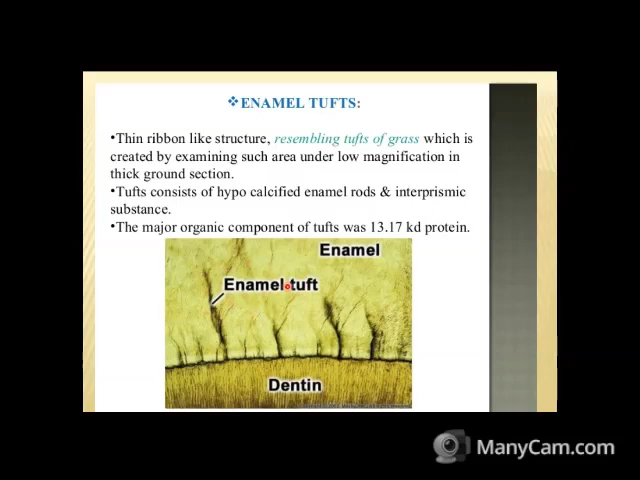 ❖ENAMEL TUFTS:
•Thin ribbon like structure, resembling tufts of grass which is
created by examining such area under low magnification in
thick ground section.
•Tufts consists of hypo calcified enamel rods & interprismic
substance.
•The major organic component of tufts was 13.17 kd protein.
Enamel
Enamel tuft
Dentin
ManyCam.com